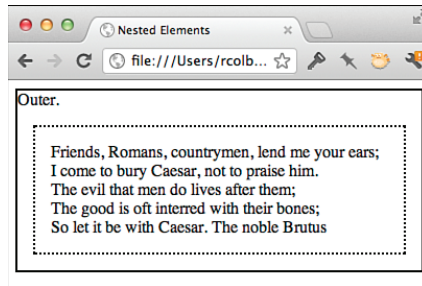 Nested Elements
file:///Users/rcolb...
Outer.
Friends, Romans, countrymen, lend me your ears;
I come to bury Caesar, not to praise him.
The evil that men do lives after them;
The good is oft interred with their bones;
So let it be with Caesar. The noble Brutus